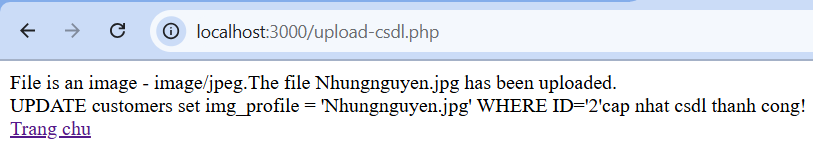 localhost:3000/upload-csdl.php
File is an image - image/jpeg.The file Nhungnguyen.jpg has been uploaded.
UPDATE customers set img_profile = 'Nhungnguyen.jpg' WHERE ID='2'cap nhat csdl thanh cong!
Trang chu